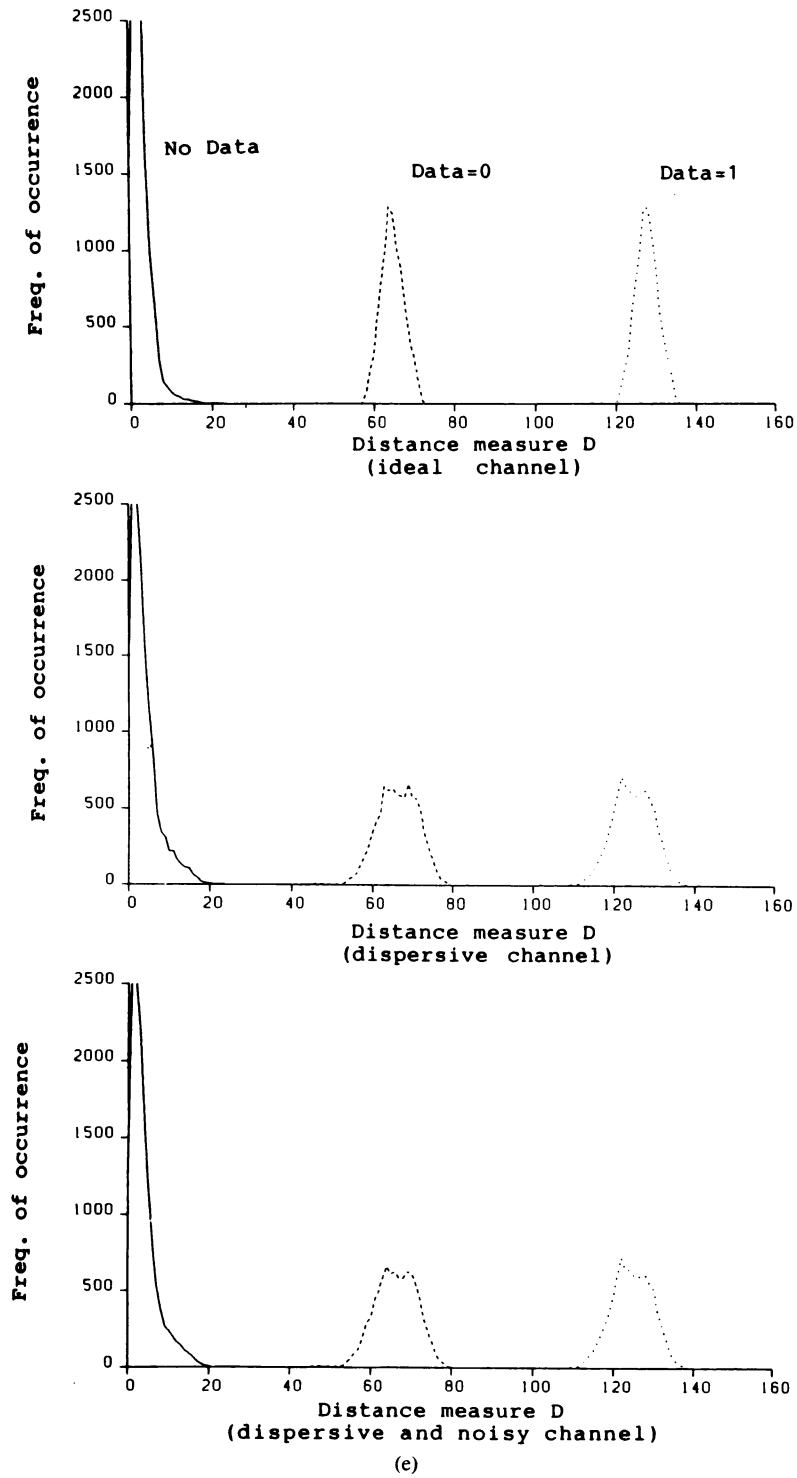 2500
2000
1500
1000
500
0
Freq. of occurrence
No Data
Data=0
Data=1
0 20 40 60 80 100 120 140 160
Distance measure D
(ideal channel)
2500
2000
1500
1000
500
0
Freq. of occurrence
0 20 40 60 80 100 120 140 160
Distance measure D
(dispersive channel)
2500
2000
1500
1000
500
0
Freq. of occurrence
0 20 40 60 80 100 120 140 160
Distance measure D
(dispersive and noisy channel)
(e)